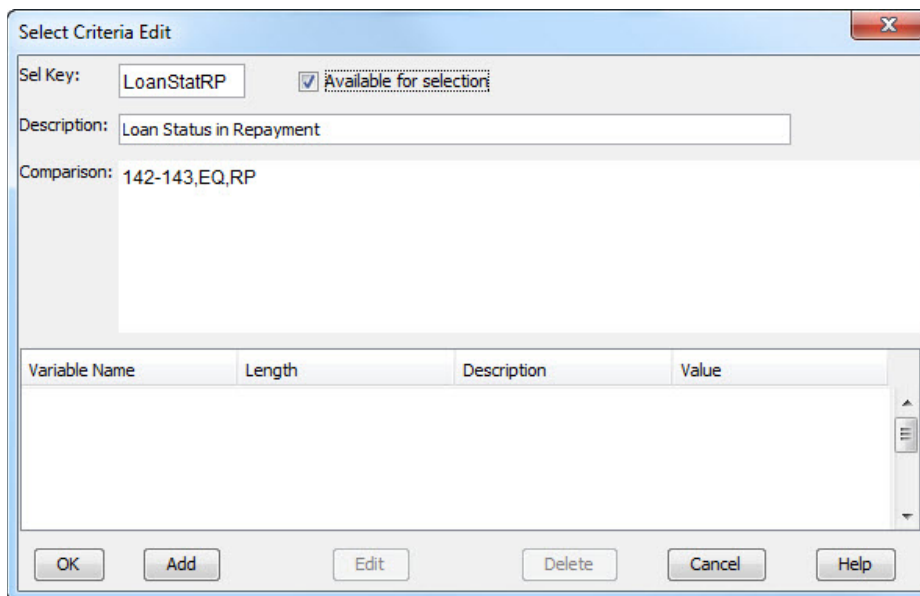 Select Criteria Edit
Sel Key: LoanStatRP Available for selection
Description: Loan Status in Repayment
Comparison: 142-143,EQ,RP
Variable Name Length Description Value
OK Add Edit Delete Cancel Help